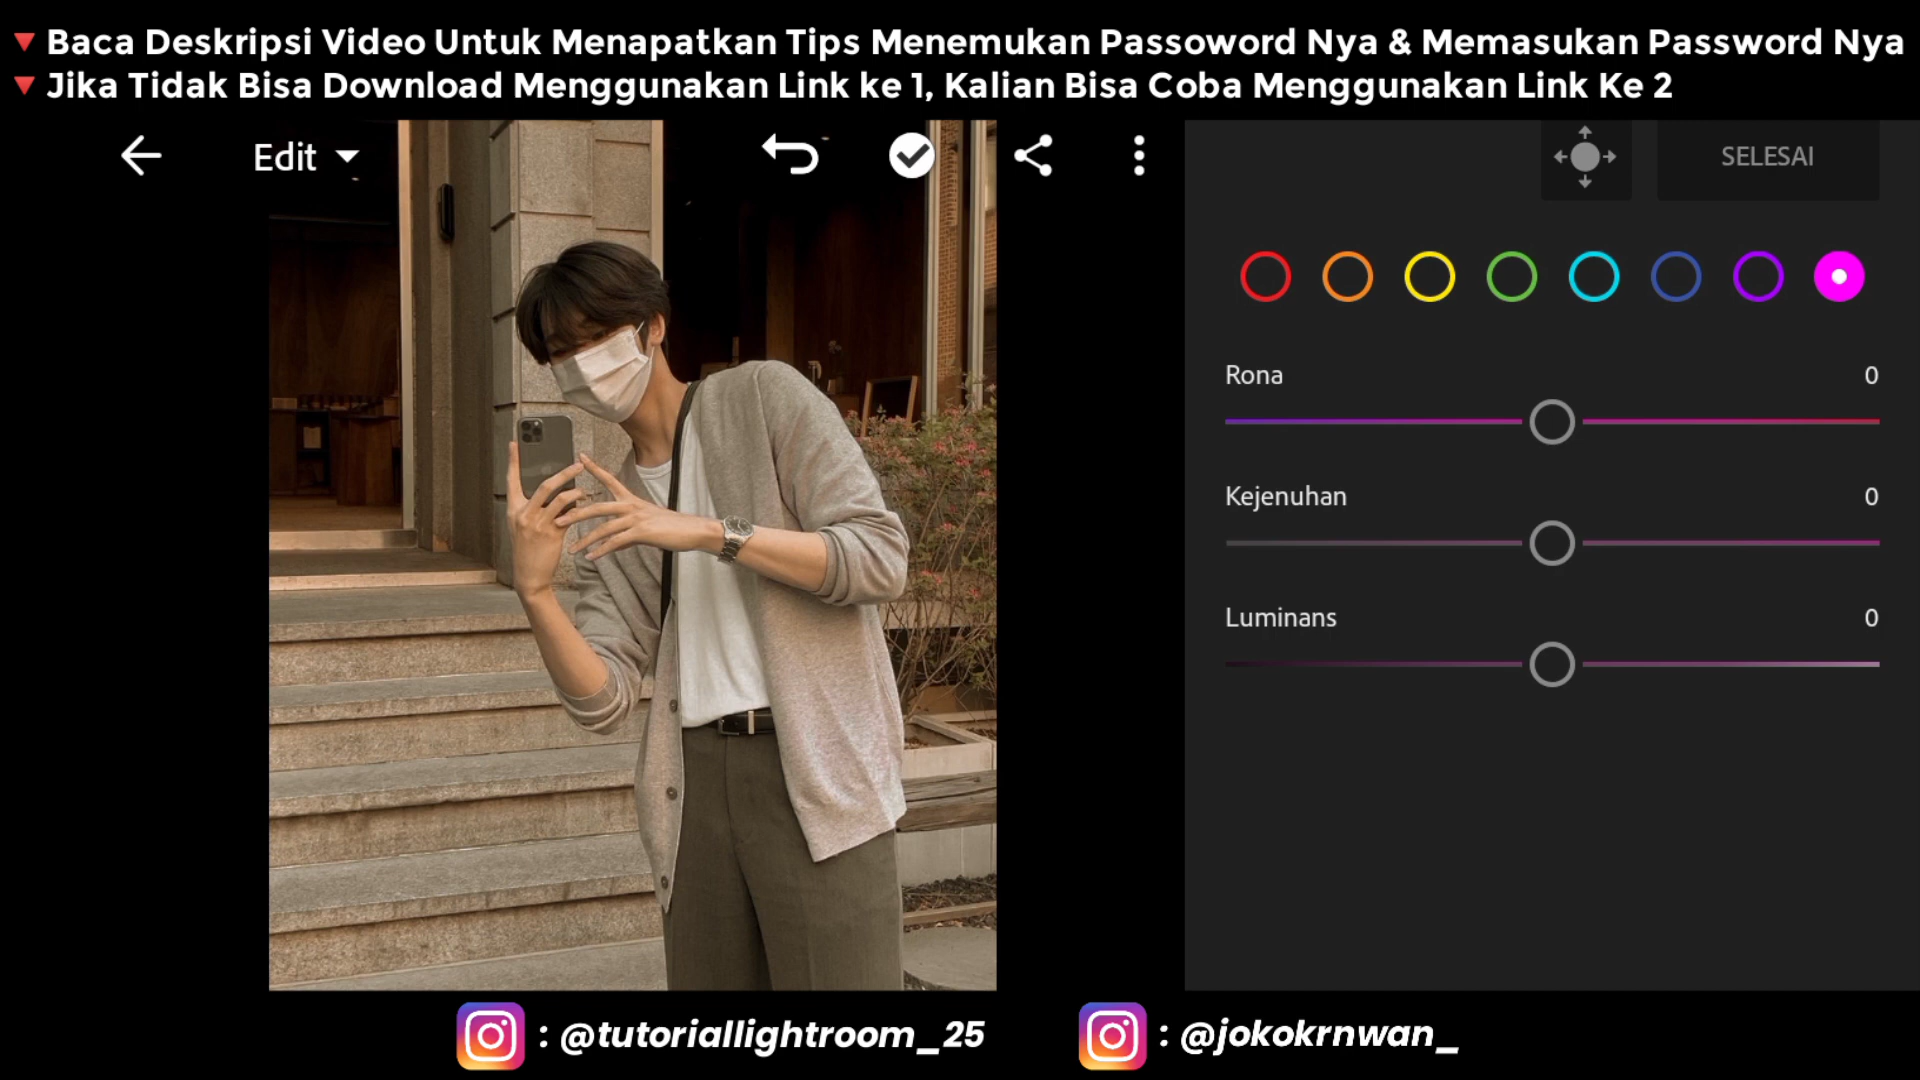 Baca Deskripsi Video Untuk Menapatkan Tips Menemukan Passoword Nya & Memasukan Password Nya
Jika Tidak Bisa Download Menggunakan Link ke 1, Kalian Bisa Coba Menggunakan Link Ke 2
Edit
SELESAI
Rona 0
Kejenuhan 0
Luminans 0
: @tutoriallightroom_25
: @jokokrnwan_